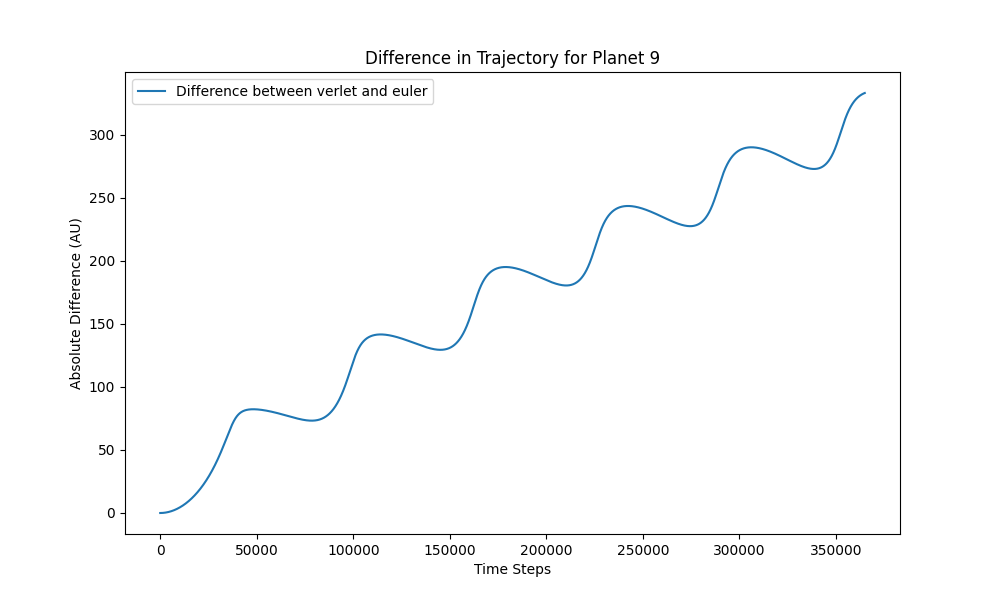 Difference in Trajectory for Planet 9
Difference between verlet and euler
Absolute Difference (AU)
300
250
200
150
100
50
0
0 50000 100000 150000 200000 250000 300000 350000
Time Steps